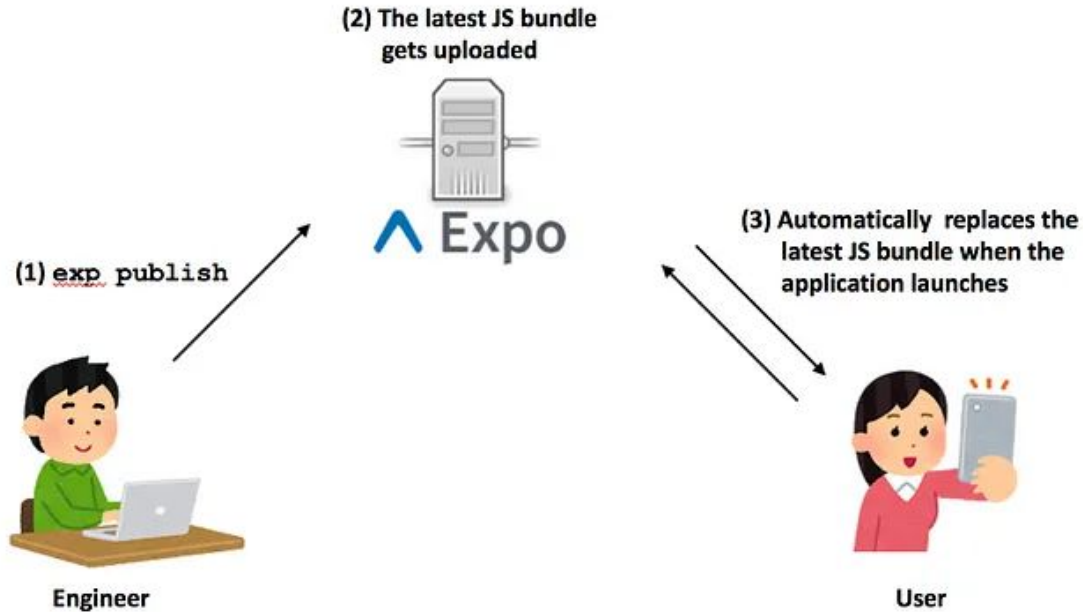 (2) The latest JS bundle
gets uploaded
Expo
(1) exp publish
(3) Automatically replaces the
latest JS bundle when the
application launches
Engineer
User